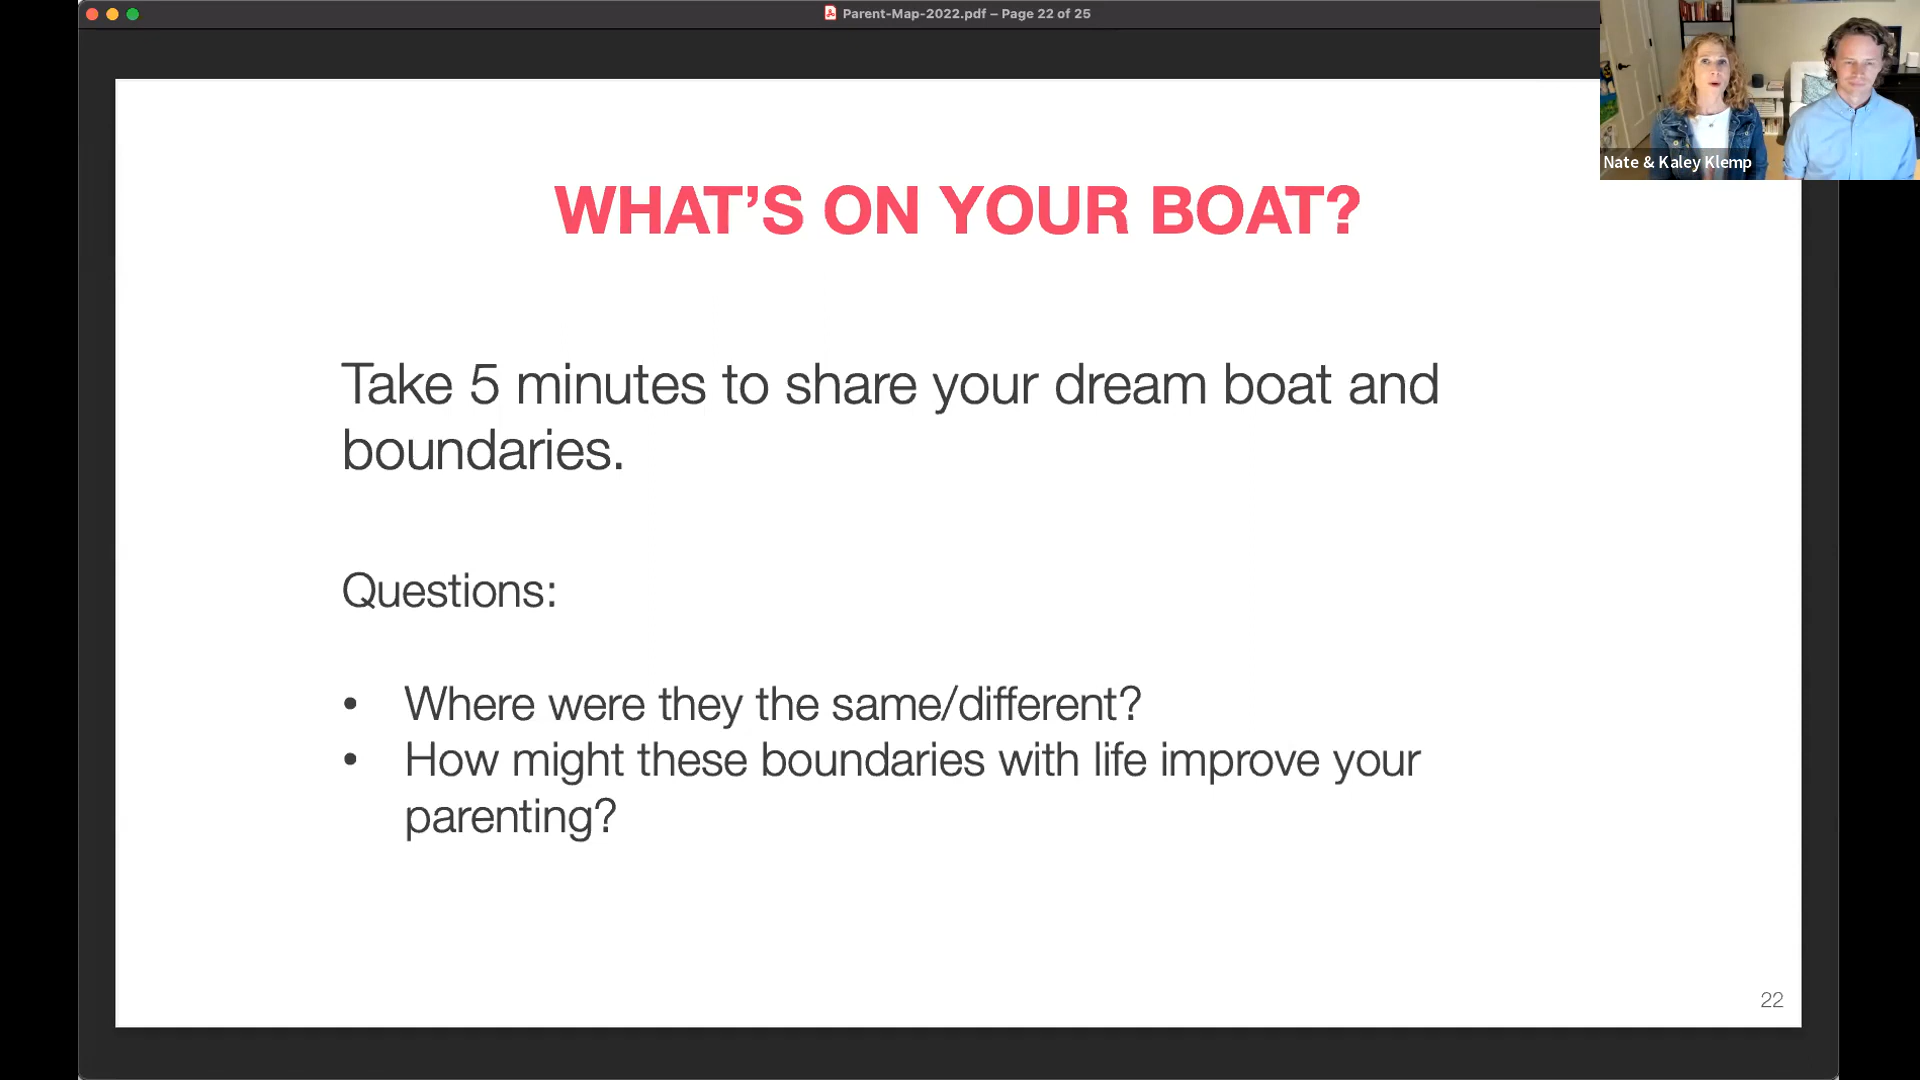 Parent-Map-2022.pdf – Page 22 of 25
Nate & Kaley Klemp
WHAT’S ON YOUR BOAT?
Take 5 minutes to share your dream boat and
boundaries.
Questions:
• Where were they the same/different?
• How might these boundaries with life improve your
parenting?
22